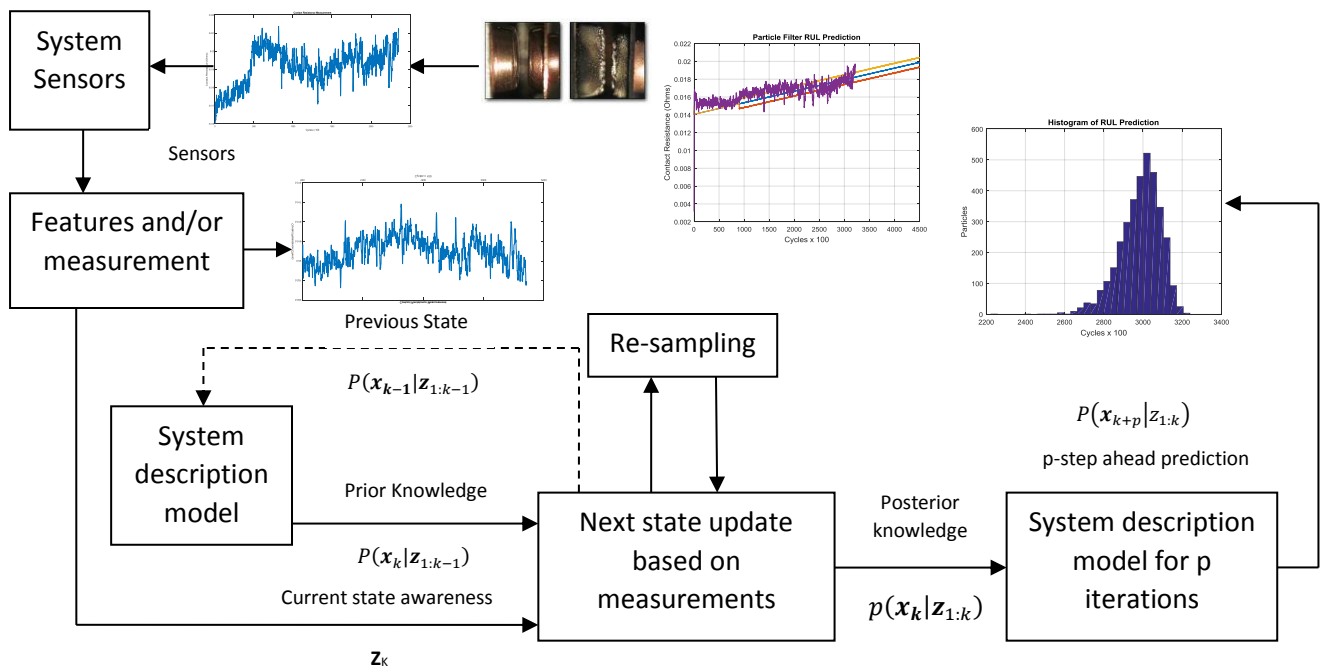 System
Sensors
Sensors
Features and/or
measurement
Previous State
P(x_{k−1}|z_{1:k−1})
System
description
model
Prior Knowledge
P(x_k|z_{1:k−1})
Current state awareness
Z_K
Re-sampling
Next state update
based on
measurements
Posterior
knowledge
p(x_k|z_{1:k})
System description
model for p
iterations
P(x_{k+p}|z_{1:k})
p-step ahead prediction
Particle Filter RUL Prediction
Contact Resistance (Ohms)
0.022
0.02
0.018
0.016
0.014
0.012
0.01
0.008
0.006
0.004
0.002
0 500 1000 1500 2000 2500 3000 3500 4000 4500
Cycles x 100
Histogram of RUL Prediction
Particles
600
500
400
300
200
100
0
2200 2400 2600 2800 3000 3200 3400
Cycles x 100